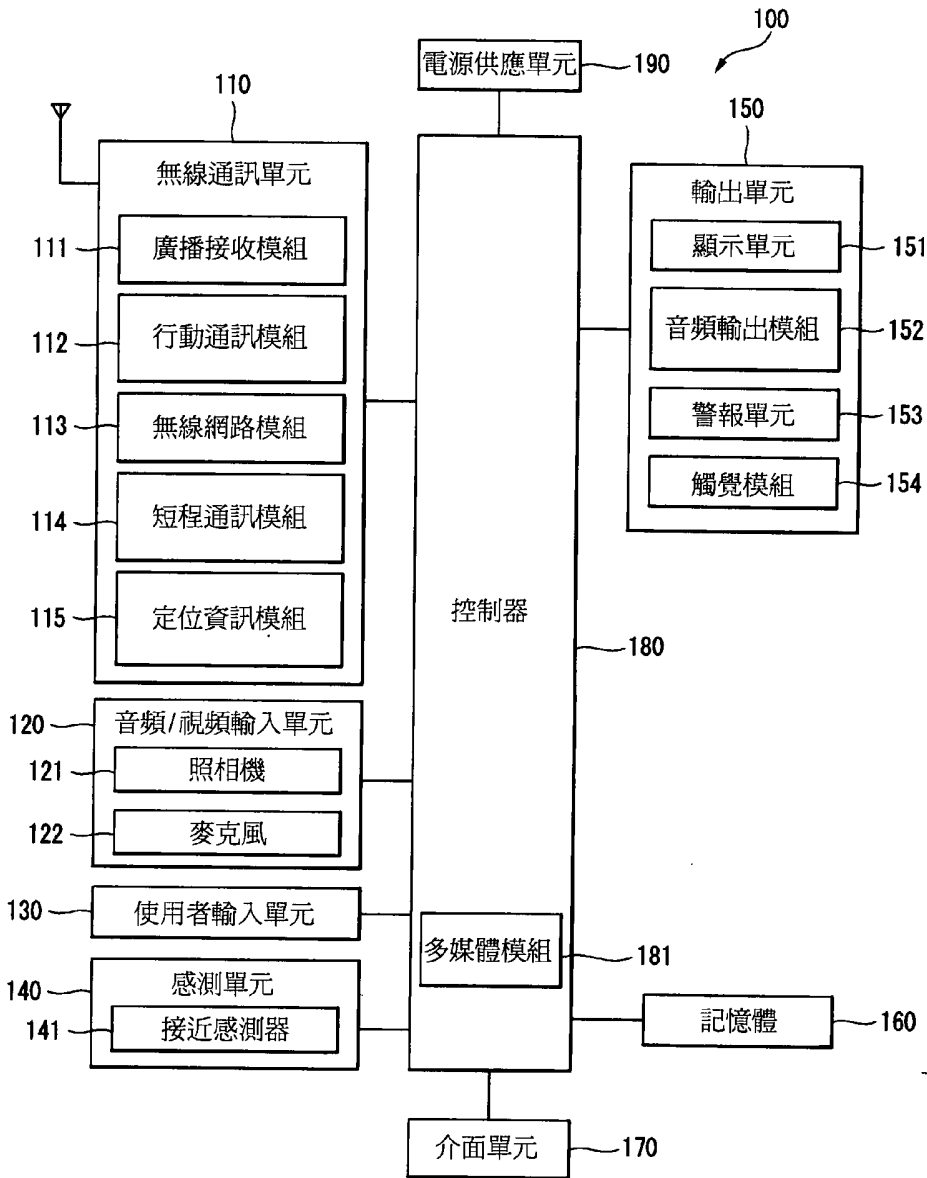 100
電源供應單元
190
110
無線通訊單元
111
廣播接收模組
112
行動通訊模組
113
無線網路模組
114
短程通訊模組
115
定位資訊模組
120
音頻/視頻輸入單元
121
照相機
122
麥克風
130
使用者輸入單元
140
感測單元
141
接近感測器
控制器
180
多媒體模組
181
150
輸出單元
顯示單元
151
音頻輸出模組
152
警報單元
153
觸覺模組
154
記憶體
160
介面單元
170